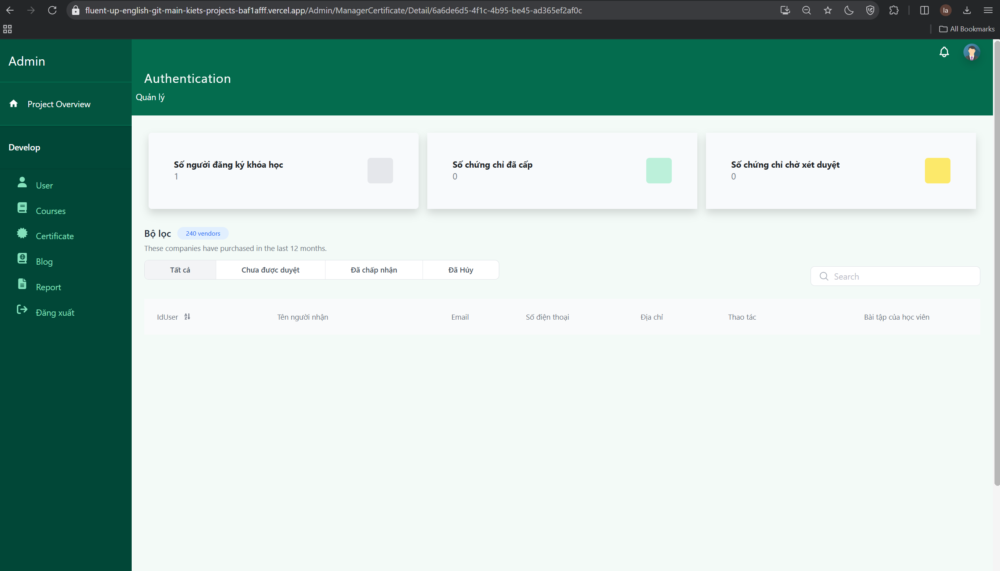 fluent-up-english-git-main-kiets-projects-baf1afff.vercel.app/Admin/ManagerCertificate/Detail/6a6de6d5-4f1c-4b95-be45-ad365ef2af0c
la
All Bookmarks
Admin
Project Overview
Develop
User
Courses
Certificate
Blog
Report
Đăng xuất
Authentication
Quản lý
Số người đăng ký khóa học
1
Số chứng chỉ đã cấp
0
Số chứng chỉ chờ xét duyệt
0
Bộ lọc 240 vendors
These companies have purchased in the last 12 months.
Tất cả Chưa được duyệt Đã chấp nhận Đã Hủy
Search
IdUser Tên người nhận Email Số điện thoại Địa chỉ Thao tác Bài tập của học viên